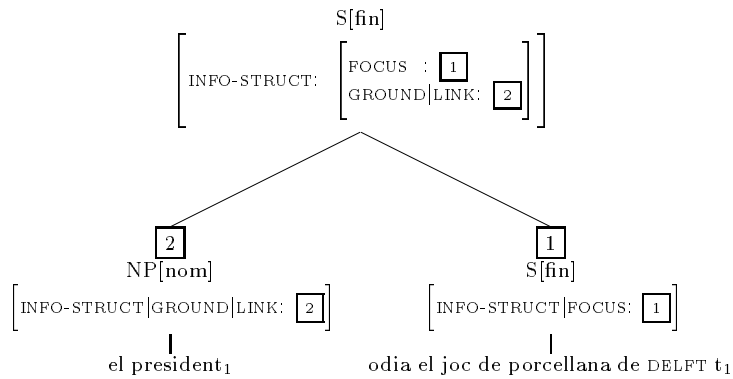 S[fin]
INFO-STRUCT: FOCUS : 1
GROUND|LINK: 2
2 1
NP[nom] S[fin]
[INFO-STRUCT|GROUND|LINK: 2] [INFO-STRUCT|FOCUS: 1]
el president₁ odia el joc de porcellana de DELFT t₁